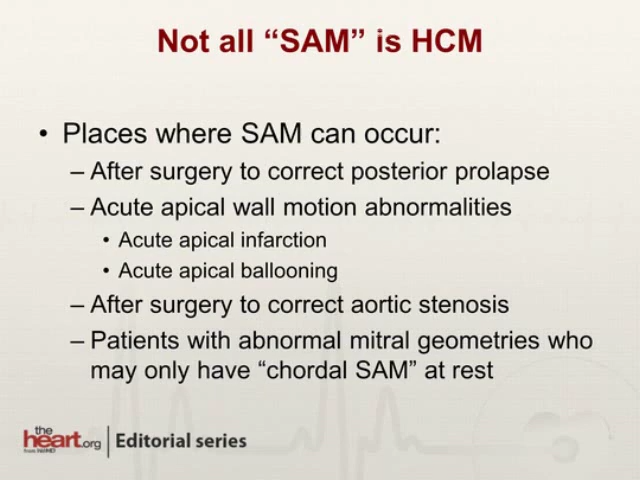 Not all “SAM” is HCM
• Places where SAM can occur:
– After surgery to correct posterior prolapse
– Acute apical wall motion abnormalities
• Acute apical infarction
• Acute apical ballooning
– After surgery to correct aortic stenosis
– Patients with abnormal mitral geometries who
may only have “chordal SAM” at rest
the
heart.org
from WebMD
Editorial series